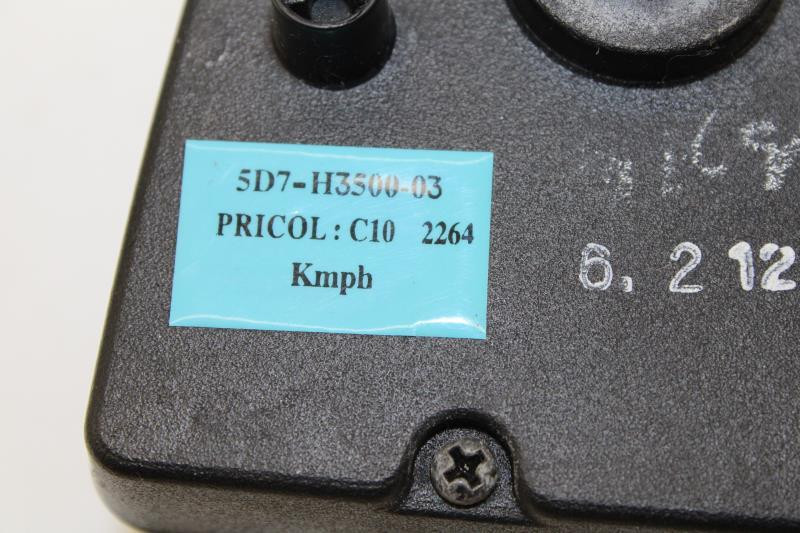 5D7-H3500-03
PRICOL : C10 2264
Kmph
6. 2 12